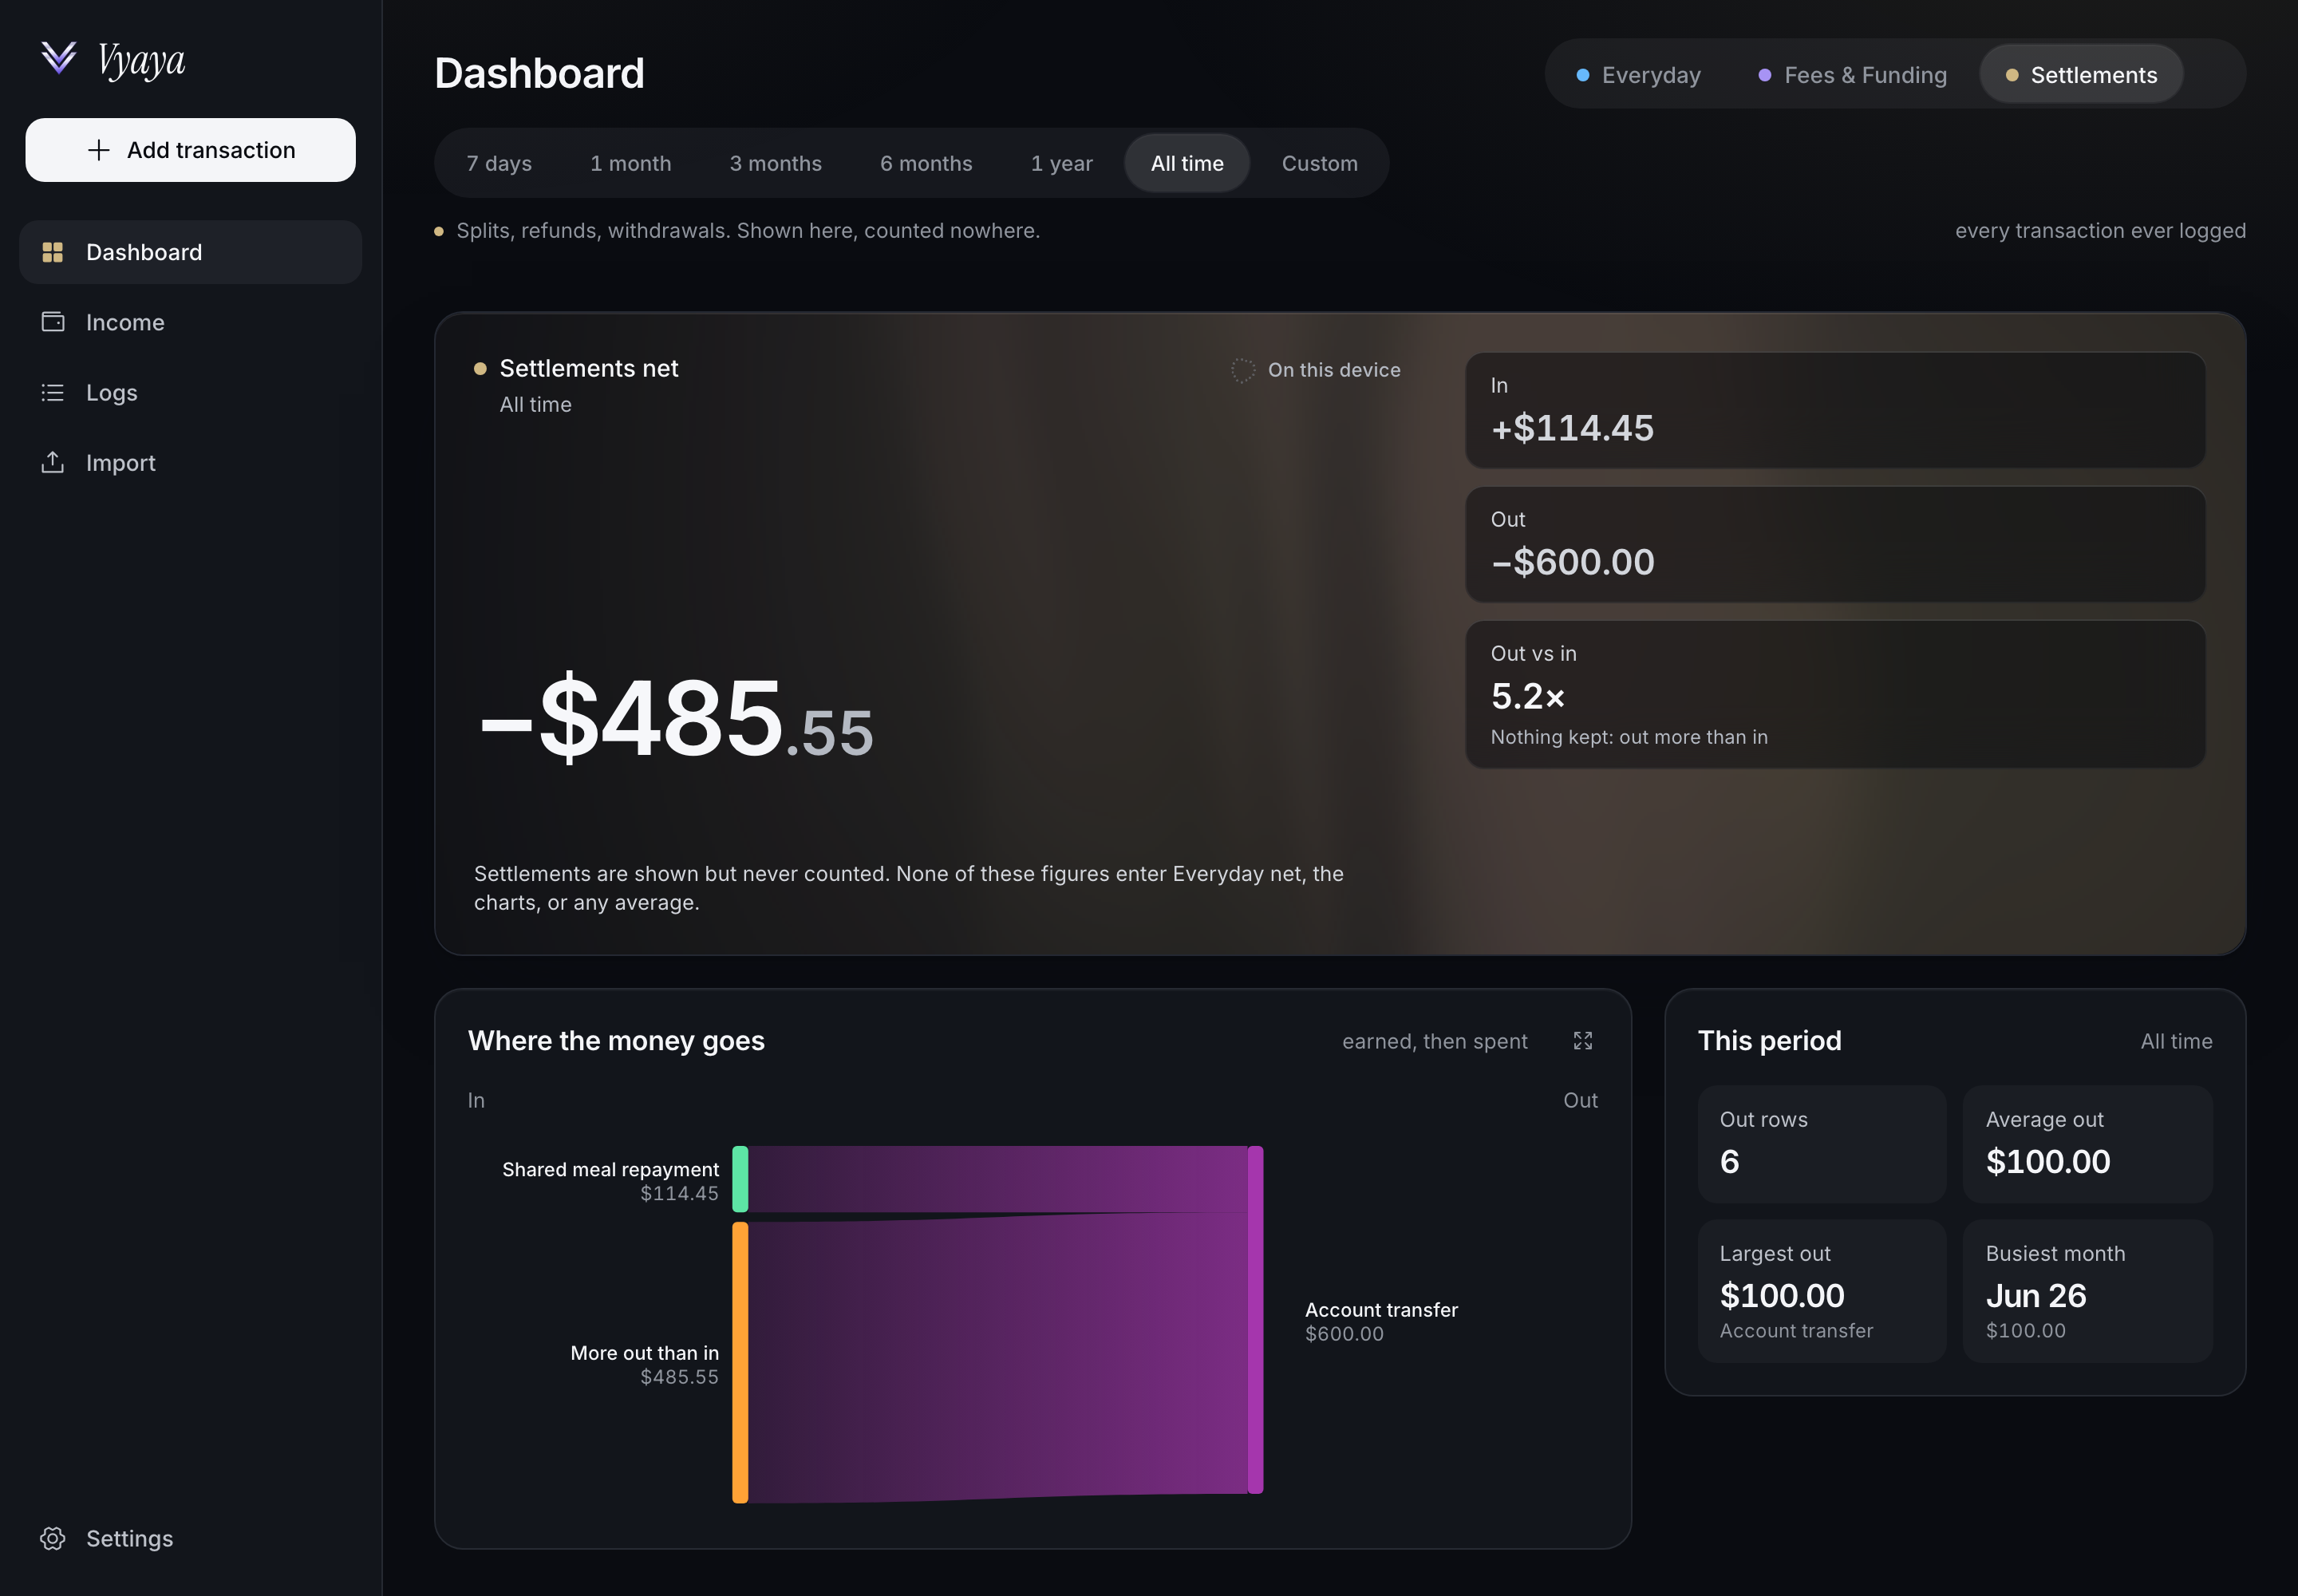 Vyaya
Add transaction
Dashboard
Income
Logs
Import
Settings
Dashboard
Everyday
Fees & Funding
Settlements
7 days
1 month
3 months
6 months
1 year
All time
Custom
Splits, refunds, withdrawals. Shown here, counted nowhere.
every transaction ever logged
Settlements net
All time
On this device
−$485.55
Settlements are shown but never counted. None of these figures enter Everyday net, the
charts, or any average.
In
+$114.45
Out
−$600.00
Out vs in
5.2×
Nothing kept: out more than in
Where the money goes
earned, then spent
In
Out
Shared meal repayment
$114.45
More out than in
$485.55
Account transfer
$600.00
This period
All time
Out rows
6
Average out
$100.00
Largest out
$100.00
Account transfer
Busiest month
Jun 26
$100.00